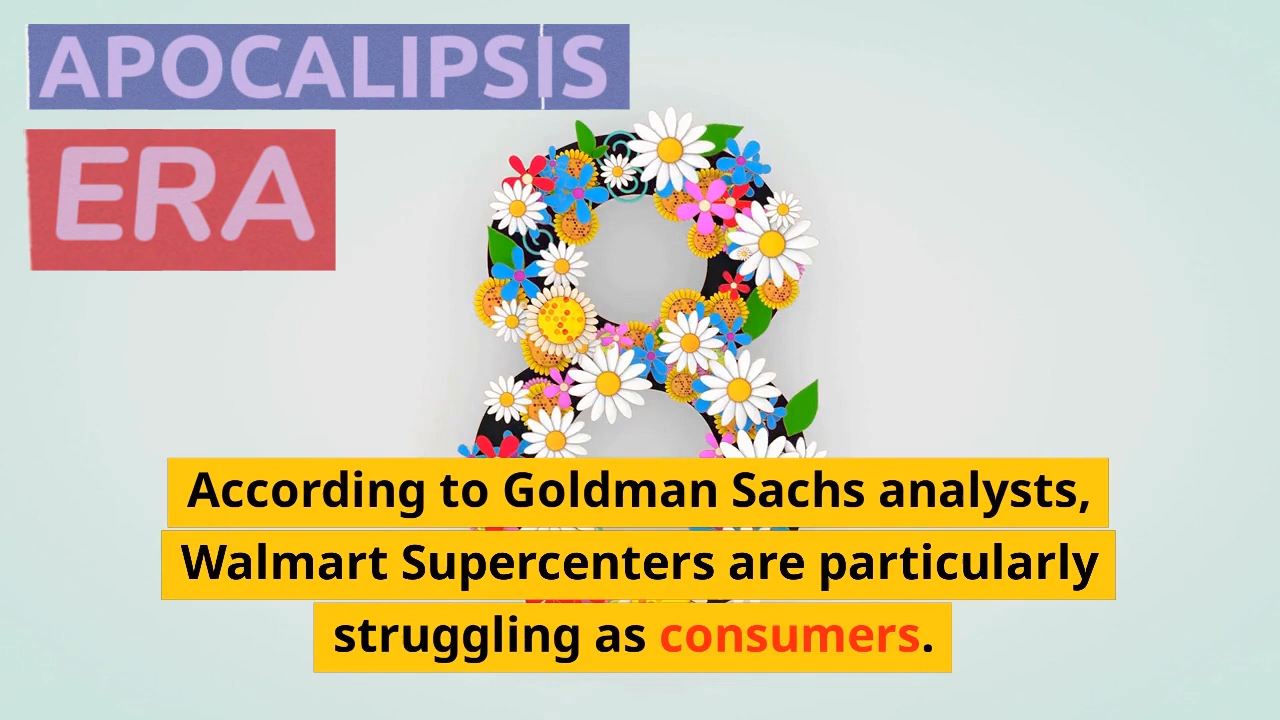 APOCALIPSIS
ERA
According to Goldman Sachs analysts,
Walmart Supercenters are particularly
struggling as consumers.